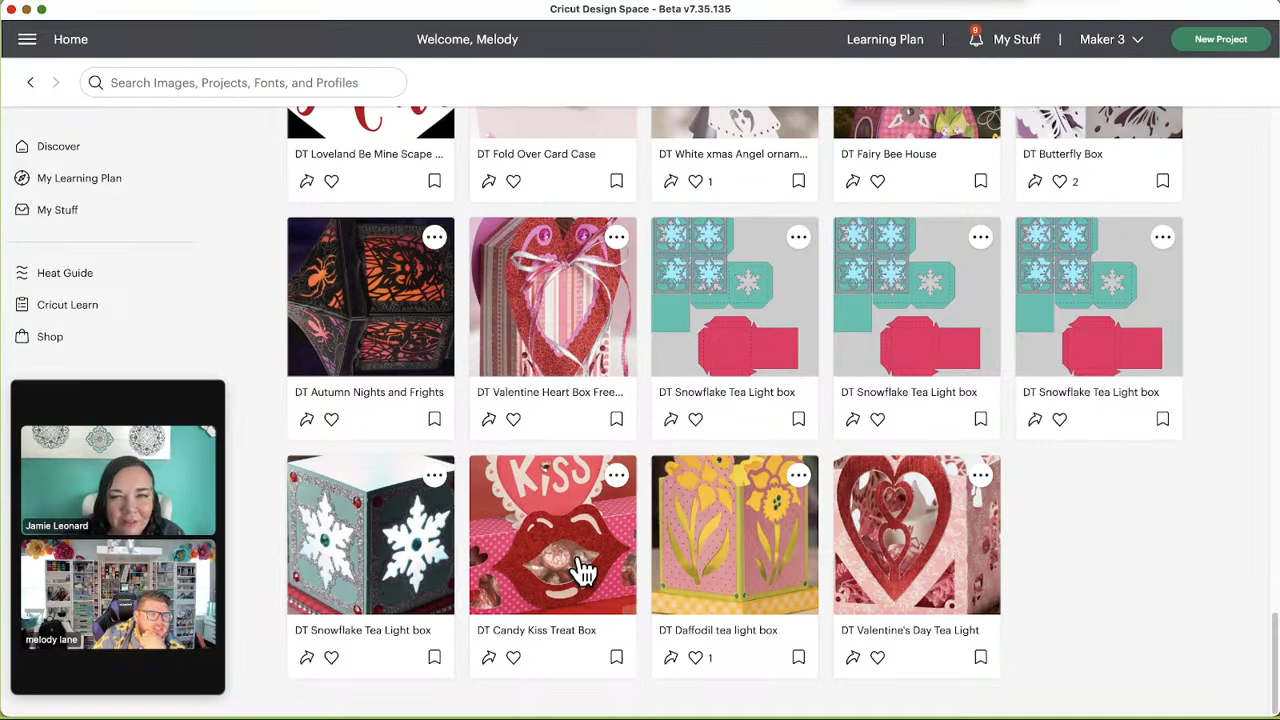 Cricut Design Space - Beta v7.35.135
Home
Welcome, Melody
Learning Plan | 9 My Stuff | Maker 3
New Project
Search Images, Projects, Fonts, and Profiles
Discover
My Learning Plan
My Stuff
Heat Guide
Cricut Learn
Shop
DT Loveland Be Mine Scape ...
DT Fold Over Card Case
DT White xmas Angel ornam...
1
DT Fairy Bee House
DT Butterfly Box
2
DT Autumn Nights and Frights
DT Valentine Heart Box Free...
DT Snowflake Tea Light box
DT Snowflake Tea Light box
DT Snowflake Tea Light box
DT Snowflake Tea Light box
KISS
DT Candy Kiss Treat Box
DT Daffodil tea light box
1
DT Valentine's Day Tea Light
Jamie Leonard
melody lane